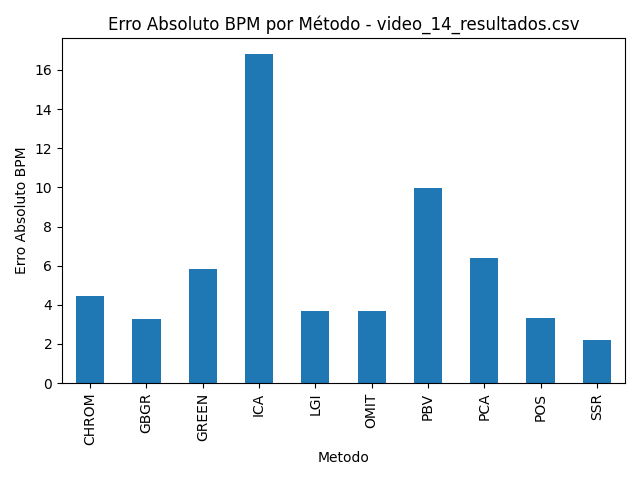 Erro Absoluto BPM por Método - video_14_resultados.csv
Erro Absoluto BPM
16
14
12
10
8
6
4
2
0
CHROM
GBGR
GREEN
ICA
LGI
OMIT
PBV
PCA
POS
SSR
Metodo